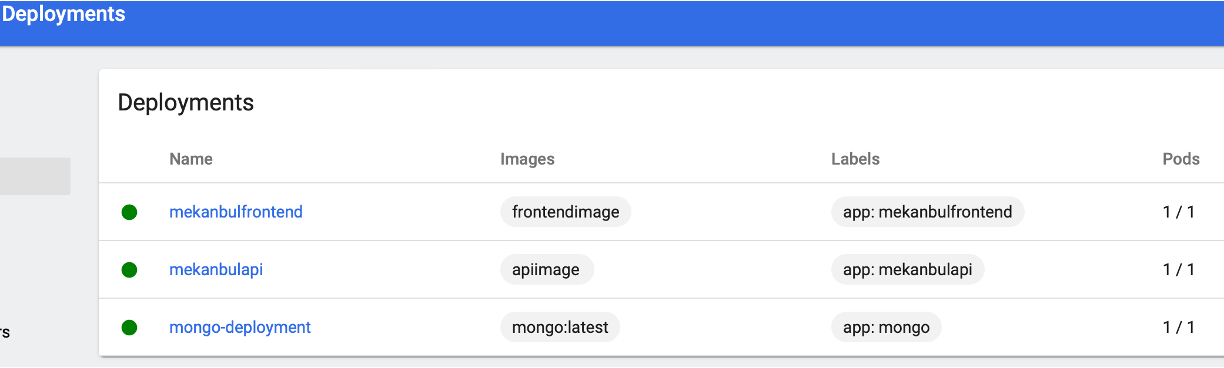 Deployments
Deployments
Name Images Labels Pods
mekanbulfrontend frontendimage app: mekanbulfrontend 1 / 1
mekanbulapi apiimage app: mekanbulapi 1 / 1
mongo-deployment mongo:latest app: mongo 1 / 1